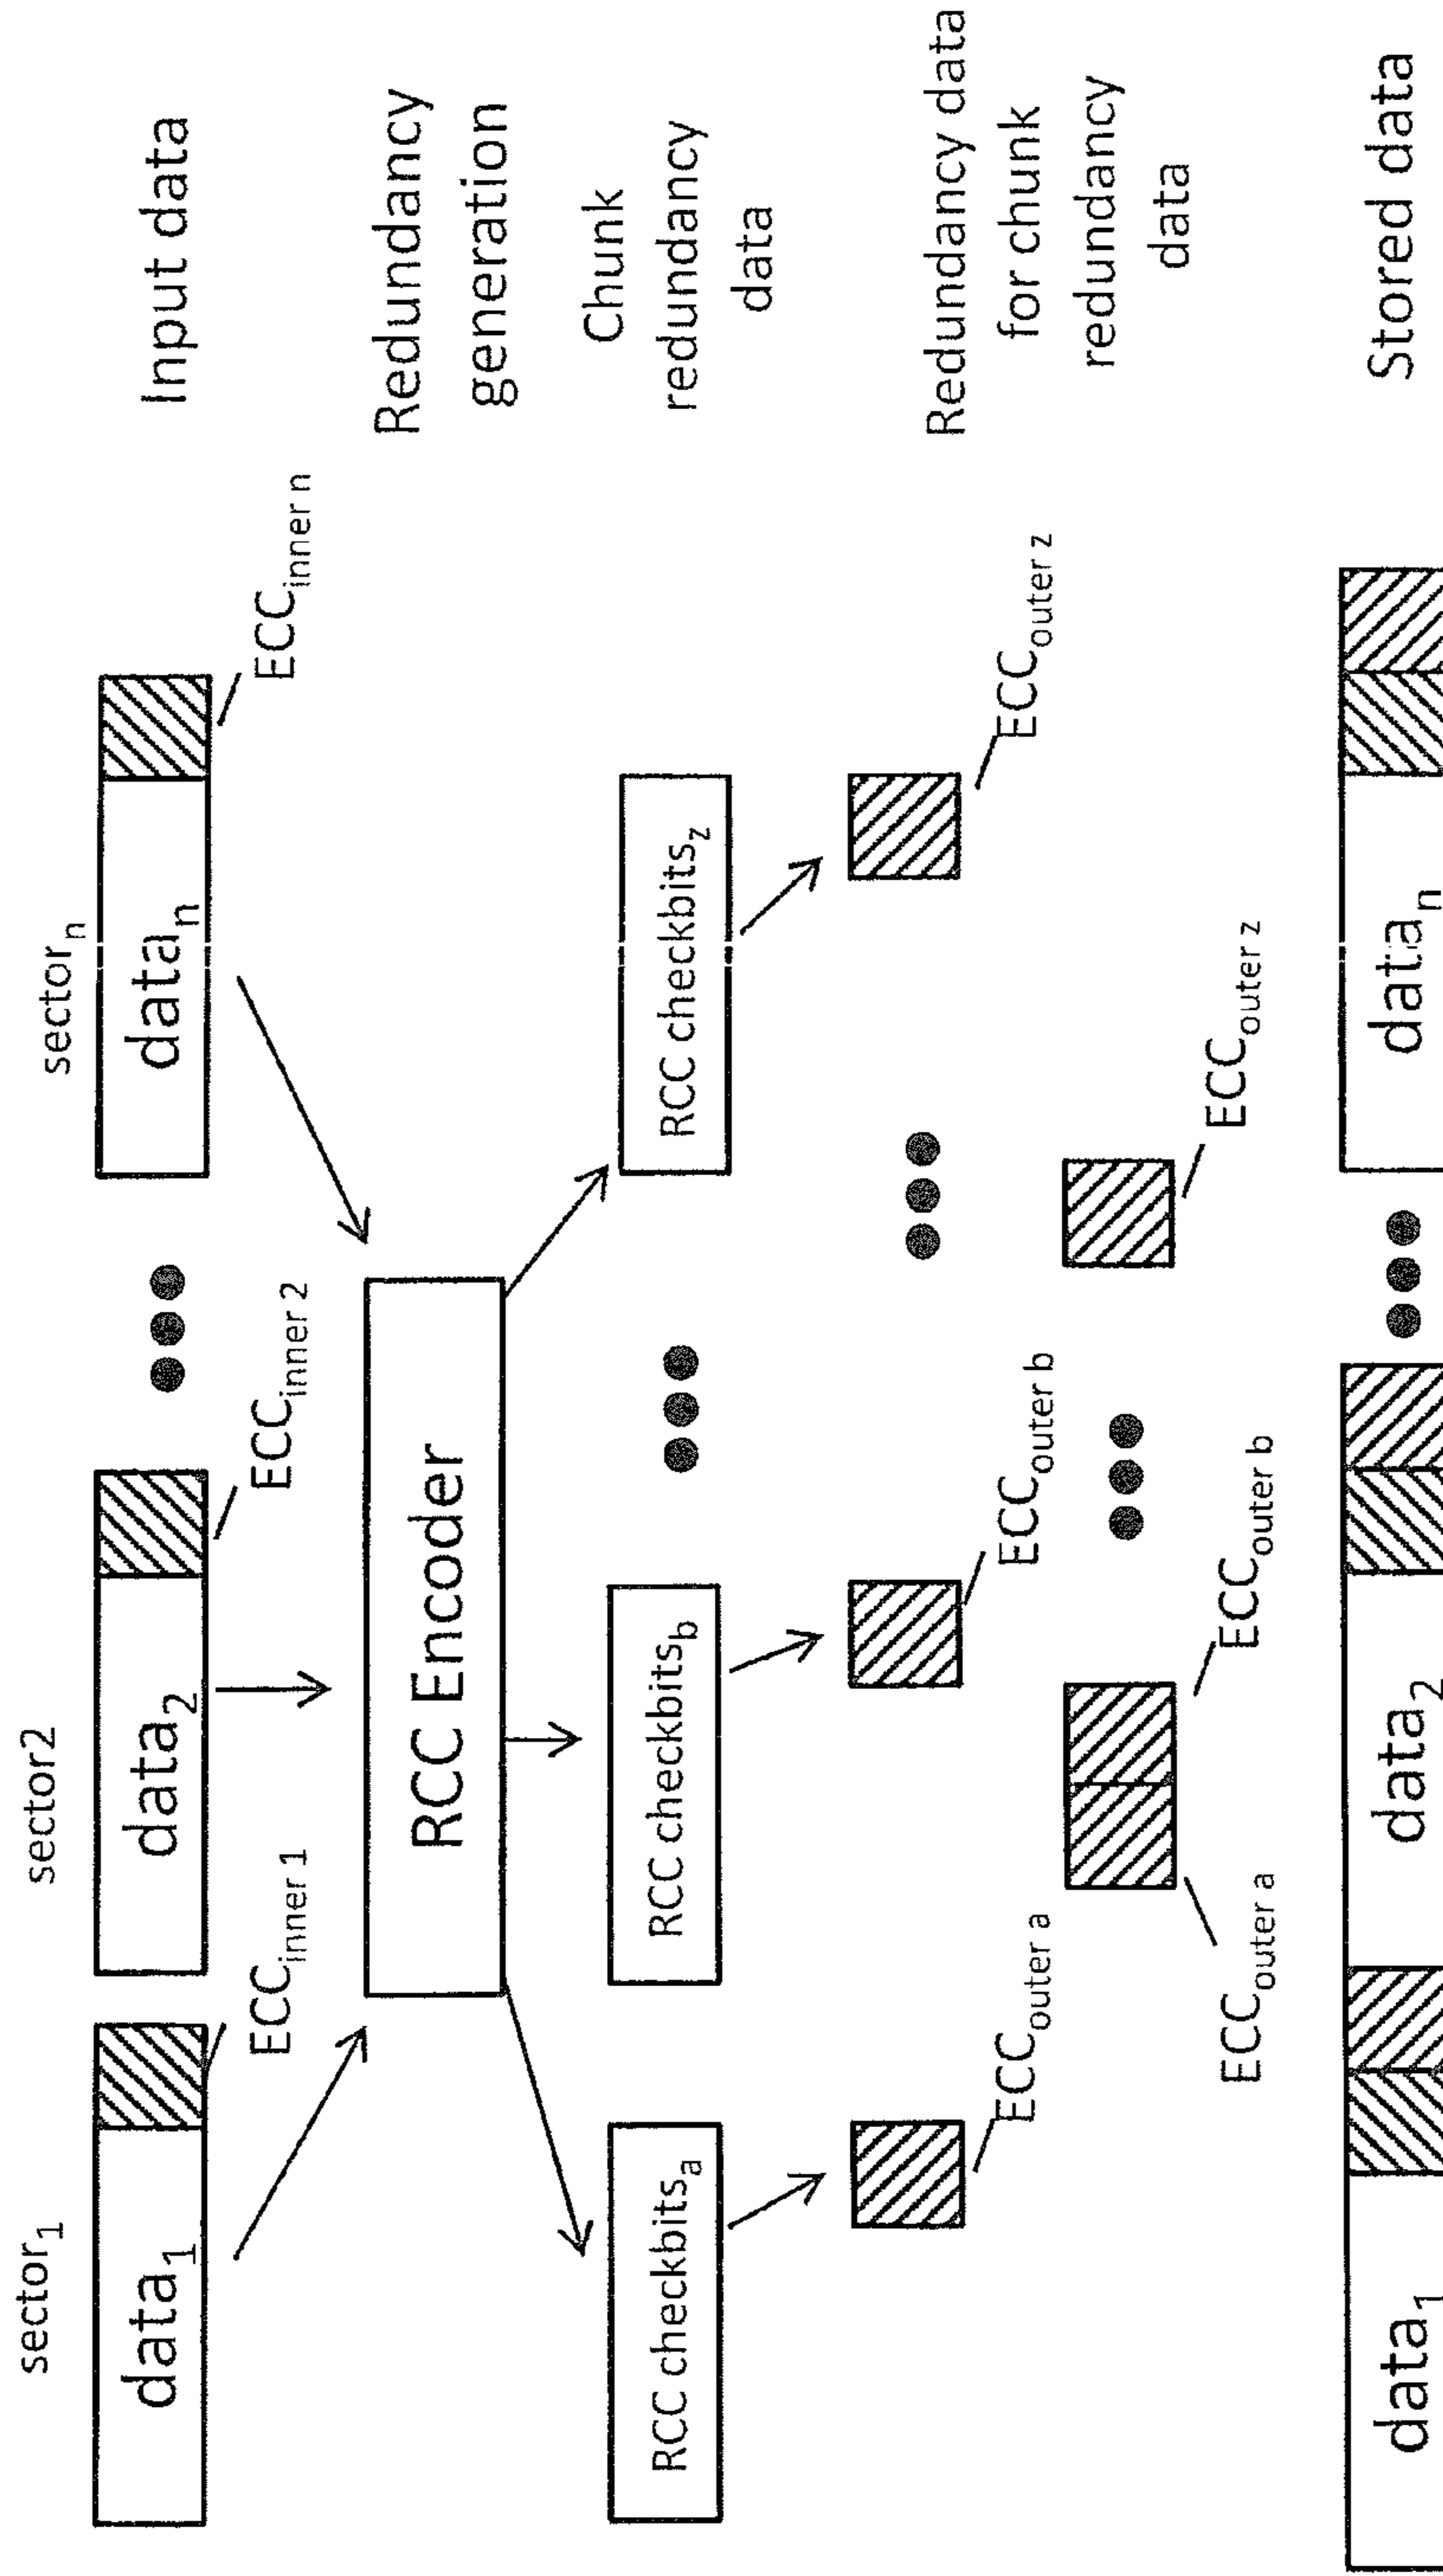 sector₁
sector2
sectorₙ
data₁
data₂
dataₙ
Input data
ECCinner 1
ECCinner 2
ECCinner n
RCC Encoder
Redundancy
generation
RCC checkbitsₐ
RCC checkbits_b
RCC checkbits_z
Chunk
redundancy
data
ECCouter a
ECCouter b
ECCouter z
Redundancy data
for chunk
redundancy
data
ECCouter a
ECCouter b
ECCouter z
data₁
data₂
dataₙ
Stored data